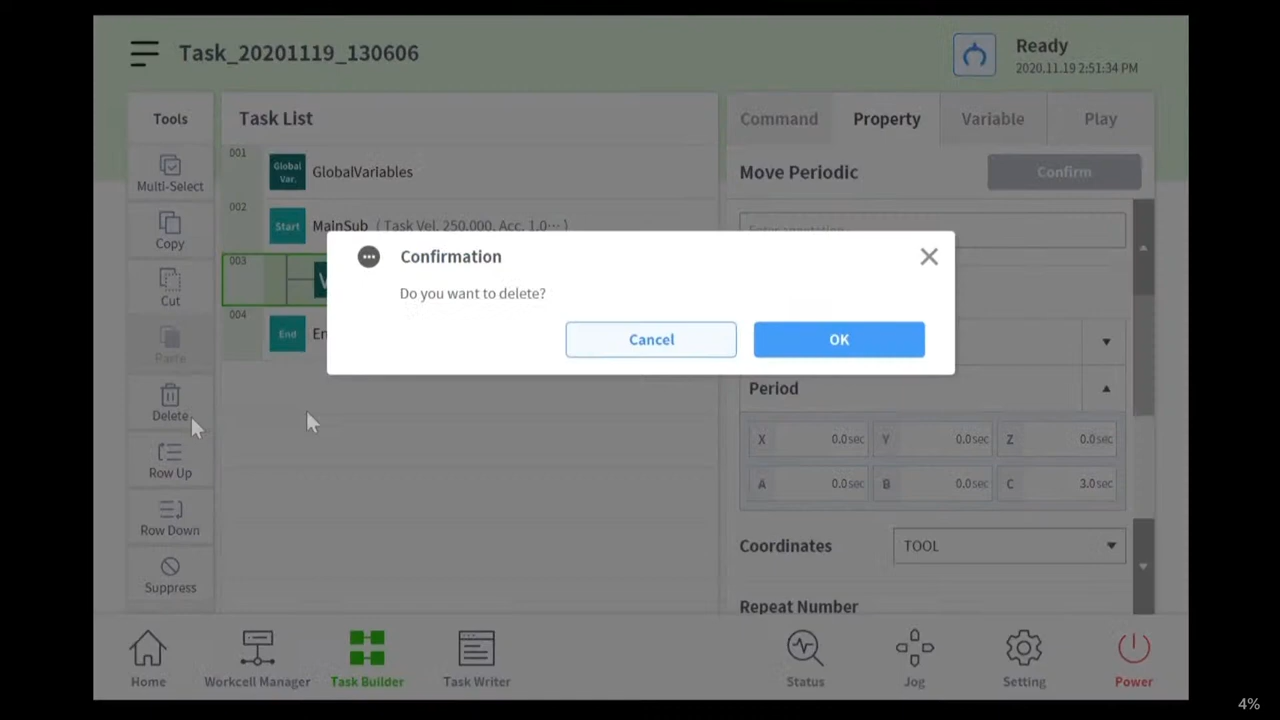 Task_20201119_130606
Ready
2020.11.19 2:51:34 PM
Tools
Multi-Select
Copy
Cut
Paste
Delete
Row Up
Row Down
Suppress
Task List
001
Global Var.
GlobalVariables
002
Start
MainSub ( Task Vel. 250.000, Acc. 1.0··· )
003
004
End
Command
Property
Variable
Play
Move Periodic
Confirm
Confirmation
Do you want to delete?
Cancel
OK
Period
X 0.0sec Y 0.0sec Z 0.0sec
A 0.0sec B 0.0sec C 3.0sec
Coordinates
TOOL
Repeat Number
Home
Workcell Manager
Task Builder
Task Writer
Status
Jog
Setting
Power
4%